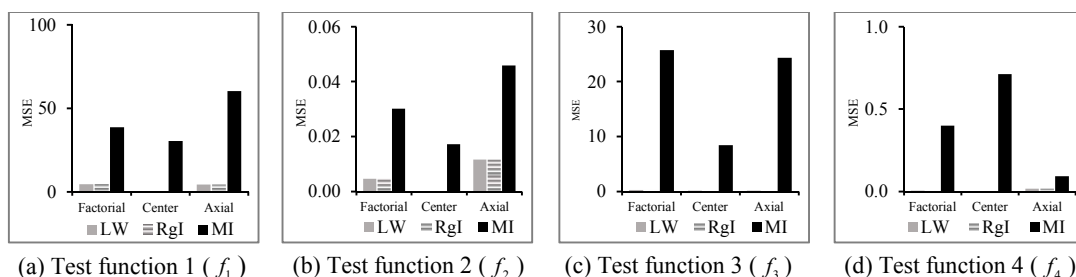 100
50
0
MSE
Factorial Center Axial
LW RgI MI
(a) Test function 1 ( f1 )
0.06
0.04
0.02
0.00
MSE
Factorial Center Axial
LW RgI MI
(b) Test function 2 ( f2 )
30
20
10
0
MSE
Factorial Center Axial
LW RgI MI
(c) Test function 3 ( f3 )
1.0
0.5
0.0
MSE
Factorial Center Axial
LW RgI MI
(d) Test function 4 ( f4 )